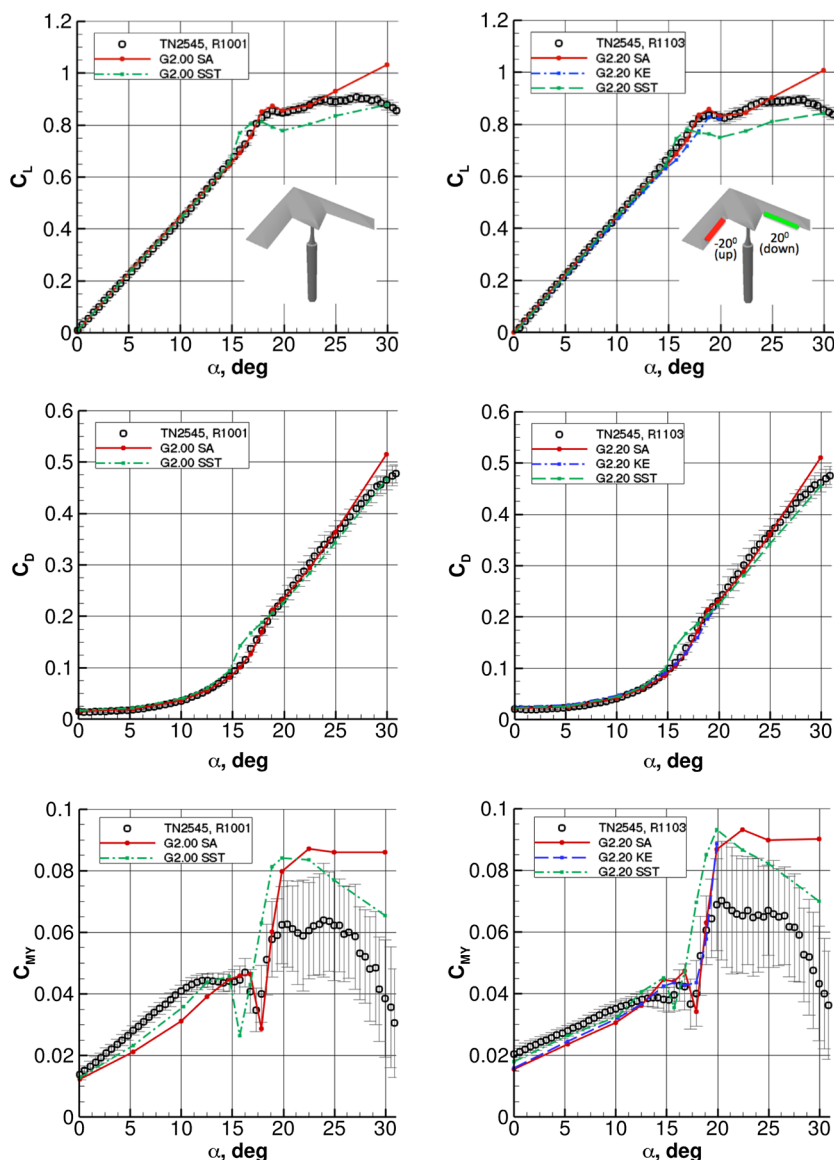 1.2
1
0.8
0.6
0.4
0.2
0
C_L
TN2545, R1001
G2.00 SA
G2.00 SST
0 5 10 15 20 25 30
α, deg
1.2
1
0.8
0.6
0.4
0.2
0
C_L
TN2545, R1103
G2.20 SA
G2.20 KE
G2.20 SST
-20⁰
(up)
20⁰
(down)
0 5 10 15 20 25 30
α, deg
0.6
0.5
0.4
0.3
0.2
0.1
0
C_D
TN2545, R1001
G2.00 SA
G2.00 SST
0 5 10 15 20 25 30
α, deg
0.6
0.5
0.4
0.3
0.2
0.1
0
C_D
TN2545, R1103
G2.20 SA
G2.20 KE
G2.20 SST
0 5 10 15 20 25 30
α, deg
0.1
0.08
0.06
0.04
0.02
0
C_MY
TN2545, R1001
G2.00 SA
G2.00 SST
0 5 10 15 20 25 30
α, deg
0.1
0.08
0.06
0.04
0.02
0
C_MY
TN2545, R1103
G2.20 SA
G2.20 KE
G2.20 SST
0 5 10 15 20 25 30
α, deg